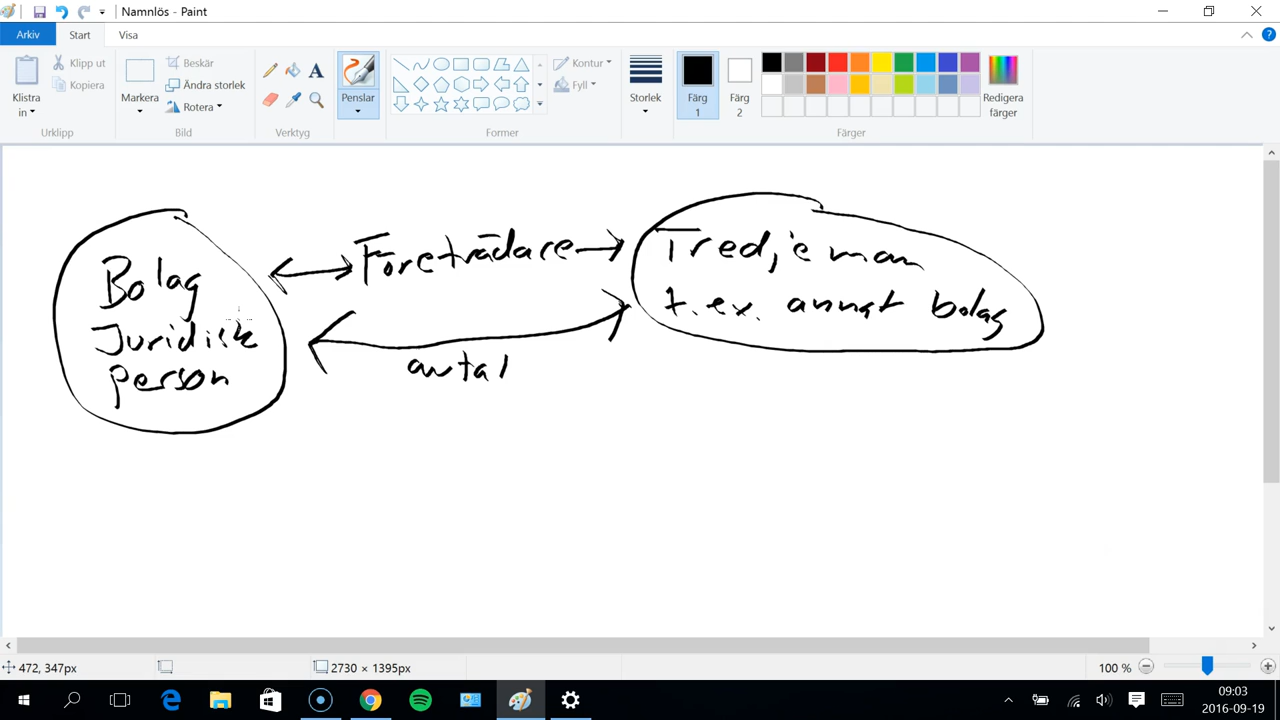 Namnlös - Paint
Arkiv Start Visa
Klistra in
Klipp ut
Kopiera
Urklipp
Markera
Beskär
Ändra storlek
Rotera
Bild
Verktyg
Penslar
Former
Kontur
Fyll
Storlek
Färg 1
Färg 2
Färger
Redigera färger
Bolag
Juridisk
person
Företrädare
avtal
Tredje man
t.ex. annat bolag
472, 347px
2730 × 1395px
100 %
09:03
2016-09-19